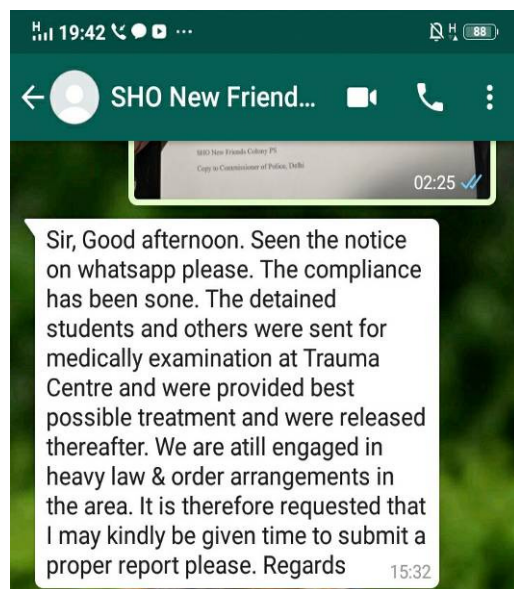 H 19:42 ... H 88
SHO New Friend...
SHO New Friends Colony PS
Copy to Commissioner of Police, Delhi
02:25
Sir, Good afternoon. Seen the notice
on whatsapp please. The compliance
has been sone. The detained
students and others were sent for
medically examination at Trauma
Centre and were provided best
possible treatment and were released
thereafter. We are atill engaged in
heavy law & order arrangements in
the area. It is therefore requested that
I may kindly be given time to submit a
proper report please. Regards
15:32